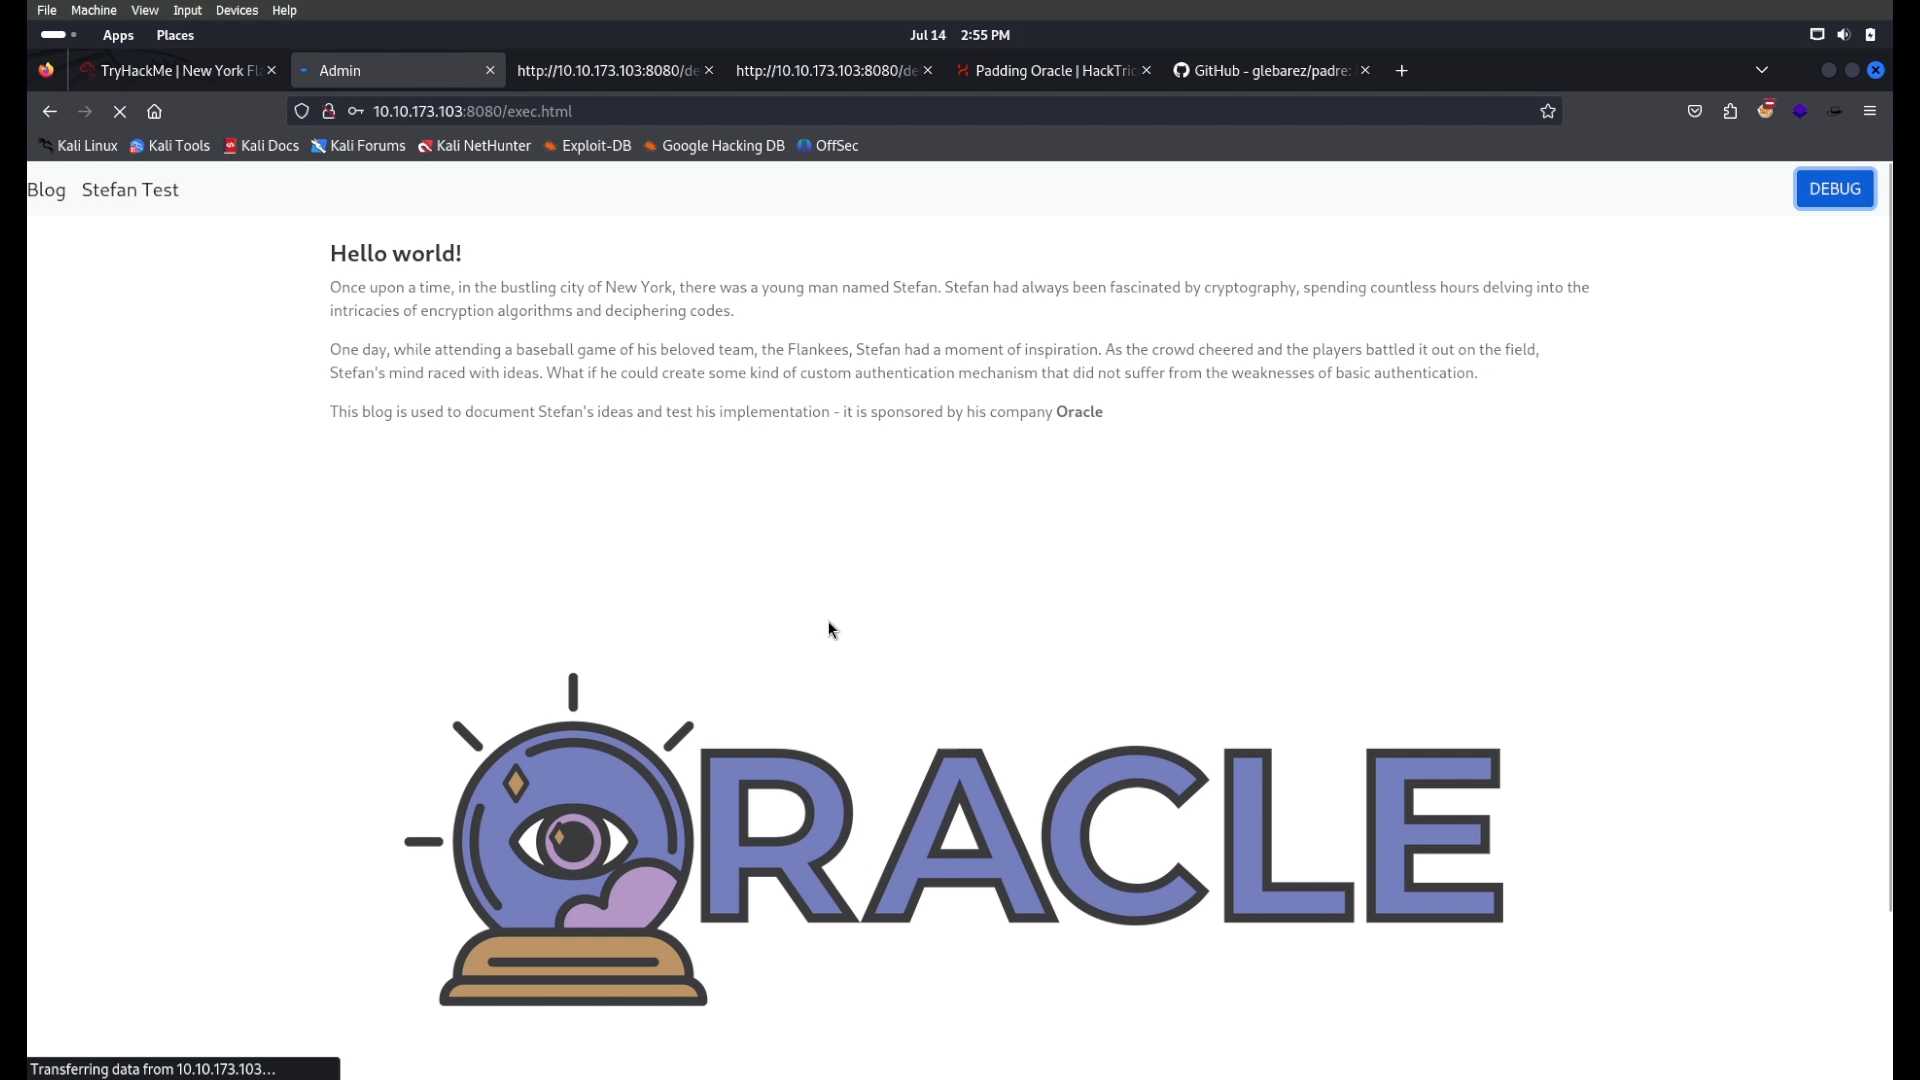 File Machine View Input Devices Help
Apps Places Jul 14 2:55 PM
TryHackMe | New York Fl Admin http://10.10.173.103:8080/de http://10.10.173.103:8080/de Padding Oracle | HackTric GitHub - glebarez/padre:
10.10.173.103:8080/exec.html
Kali Linux Kali Tools Kali Docs Kali Forums Kali NetHunter Exploit-DB Google Hacking DB OffSec
Blog Stefan Test DEBUG
Hello world!
Once upon a time, in the bustling city of New York, there was a young man named Stefan. Stefan had always been fascinated by cryptography, spending countless hours delving into the
intricacies of encryption algorithms and deciphering codes.
One day, while attending a baseball game of his beloved team, the Flankees, Stefan had a moment of inspiration. As the crowd cheered and the players battled it out on the field,
Stefan's mind raced with ideas. What if he could create some kind of custom authentication mechanism that did not suffer from the weaknesses of basic authentication.
This blog is used to document Stefan's ideas and test his implementation - it is sponsored by his company Oracle
ORACLE
Transferring data from 10.10.173.103...